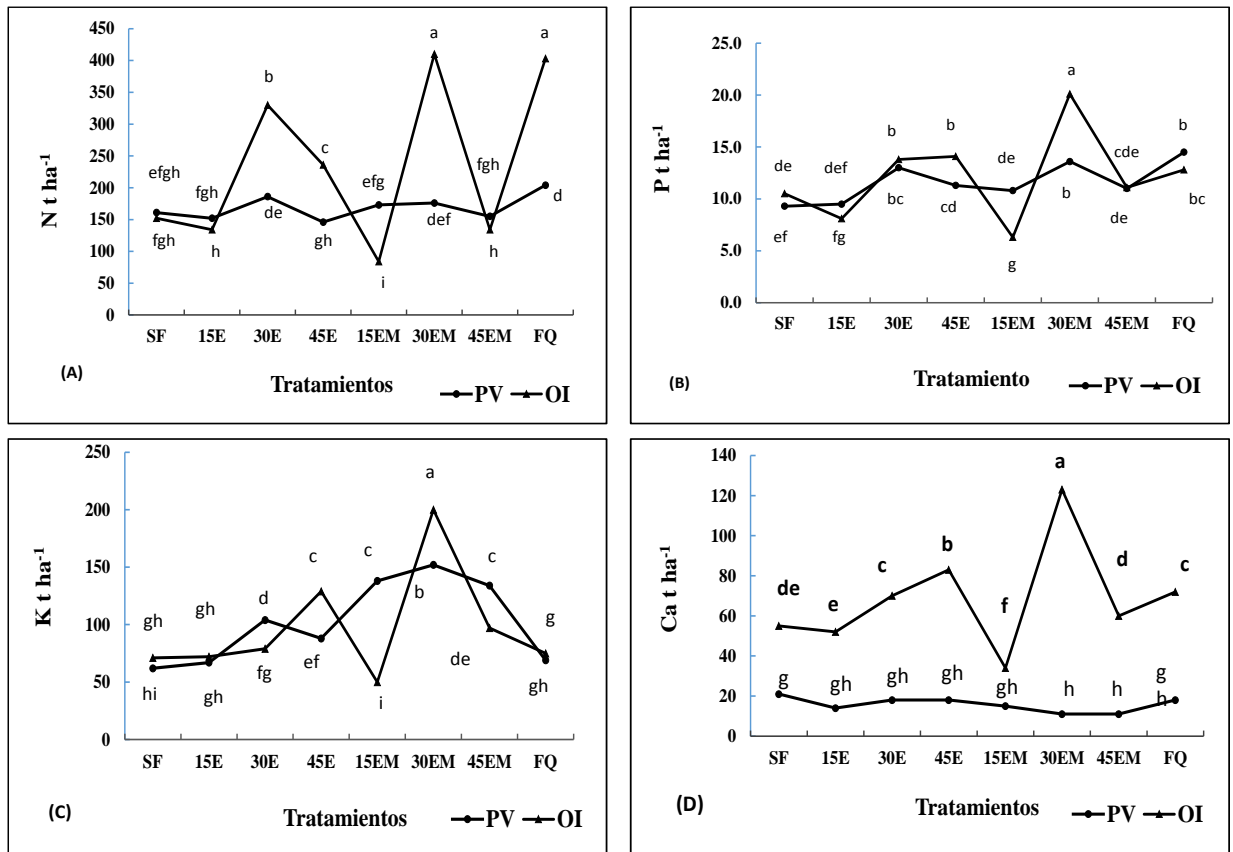 N t ha⁻¹
450
400
350
300
250
200
150
100
50
0
a a
b
c
efgh fgh efg fgh
fgh h de gh i def h d
SF 15E 30E 45E 15EM 30EM 45EM FQ
(A)
Tratamientos
PV OI
P t ha⁻¹
25.0
20.0
15.0
10.0
5.0
0.0
a
de def b b de cde b
ef fg bc cd g b de bc
SF 15E 30E 45E 15EM 30EM 45EM FQ
(B)
Tratamiento
PV OI
K t ha⁻¹
250
200
150
100
50
0
a
gh gh d c c c g
hi gh fg ef i b de gh
SF 15E 30E 45E 15EM 30EM 45EM FQ
(C)
Tratamientos
PV OI
Ca t ha⁻¹
140
120
100
80
60
40
20
0
a
de e c b f d c
g gh gh gh gh h h g
h
SF 15E 30E 45E 15EM 30EM 45EM FQ
(D)
Tratamientos
PV OI